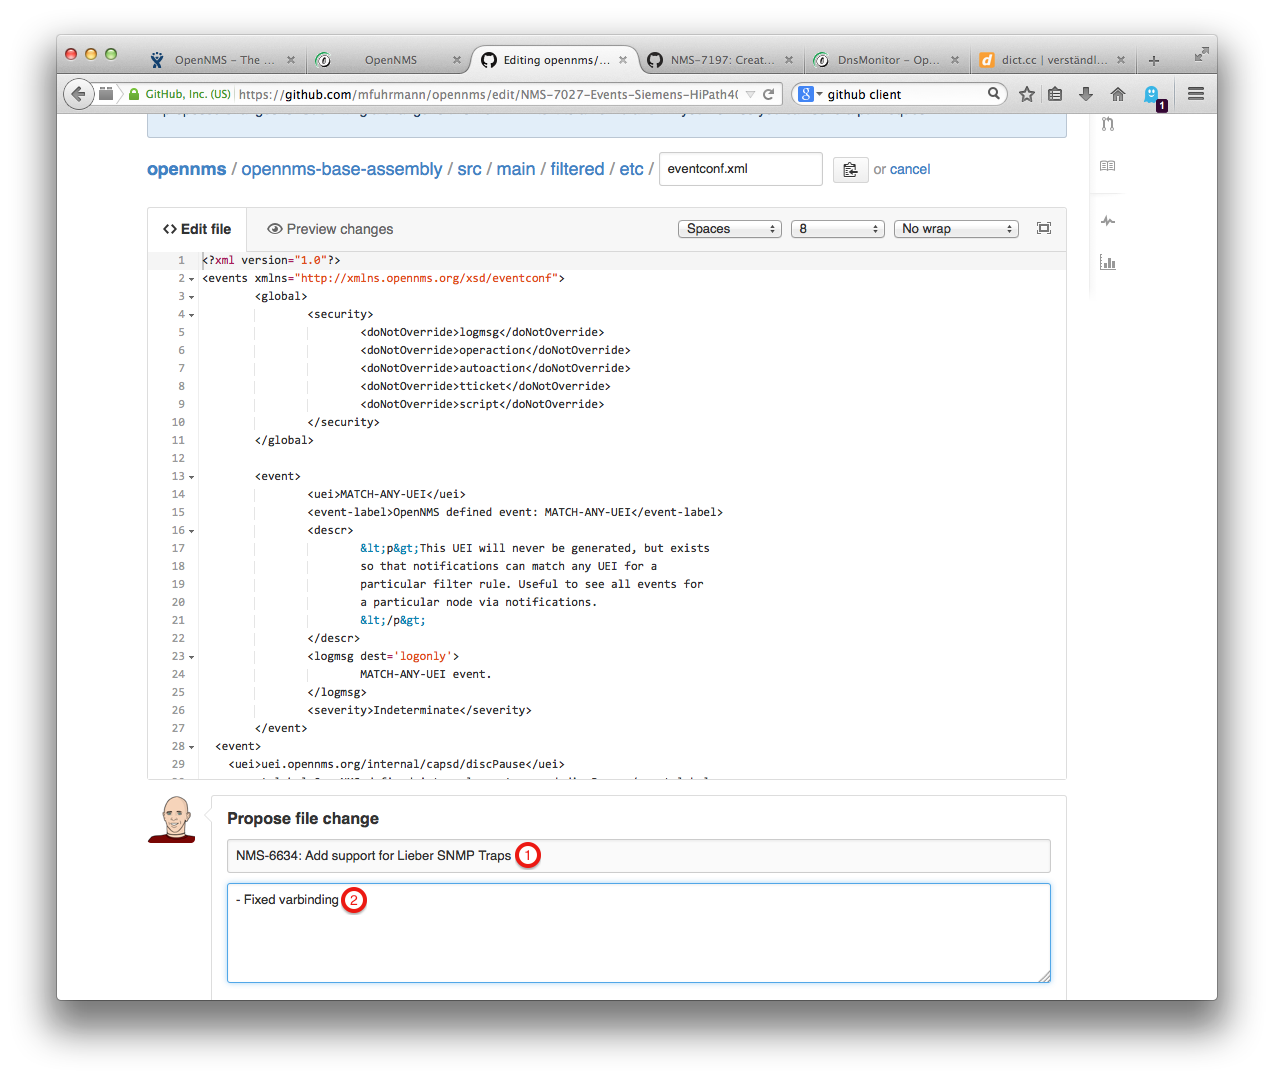 OpenNMS – The ...
OpenNMS
Editing opennms/...
NMS-7197: Creat...
DnsMonitor – Op...
dict.cc | verständl...
GitHub, Inc. (US)
https://github.com/mfuhrmann/opennms/edit/NMS-7027-Events-Siemens-HiPath4
github client
1
opennms / opennms-base-assembly / src / main / filtered / etc / eventconf.xml or cancel
<> Edit file
Preview changes
Spaces
8
No wrap
1 <?xml version="1.0"?>
2 <events xmlns="http://xmlns.opennms.org/xsd/eventconf">
3 <global>
4 <security>
5 <doNotOverride>logmsg</doNotOverride>
6 <doNotOverride>operaction</doNotOverride>
7 <doNotOverride>autoaction</doNotOverride>
8 <doNotOverride>tticket</doNotOverride>
9 <doNotOverride>script</doNotOverride>
10 </security>
11 </global>
12
13 <event>
14 <uei>MATCH-ANY-UEI</uei>
15 <event-label>OpenNMS defined event: MATCH-ANY-UEI</event-label>
16 <descr>
17 &lt;p&gt;This UEI will never be generated, but exists
18 so that notifications can match any UEI for a
19 particular filter rule. Useful to see all events for
20 a particular node via notifications.
21 &lt;/p&gt;
22 </descr>
23 <logmsg dest='logonly'>
24 MATCH-ANY-UEI event.
25 </logmsg>
26 <severity>Indeterminate</severity>
27 </event>
28 <event>
29 <uei>uei.opennms.org/internal/capsd/discPause</uei>
Propose file change
NMS-6634: Add support for Lieber SNMP Traps 1
- Fixed varbinding 2